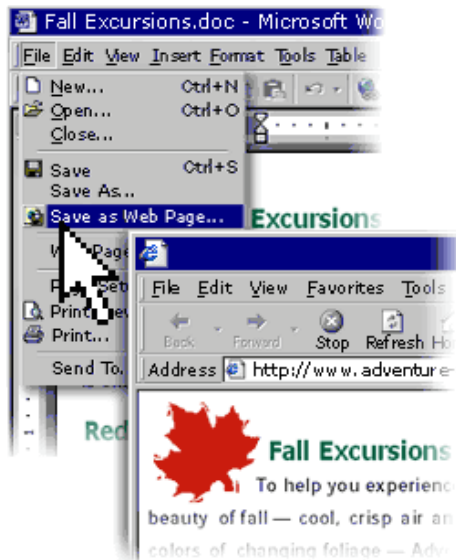 Fall Excursions.doc - Microsoft Wo
File Edit View Insert Format Tools Table
New... Ctrl+N
Open... Ctrl+O
Close...
Save Ctrl+S
Save As...
Save as Web Page...
Excursions
Page
Print
Print...
Send To.
Red
File Edit View Favorites Tools
Back Forward Stop Refresh Ho
Address http://www.adventure-
Fall Excursions
To help you experienc
beauty of fall — cool, crisp air an
colors of changing foliage — Adv